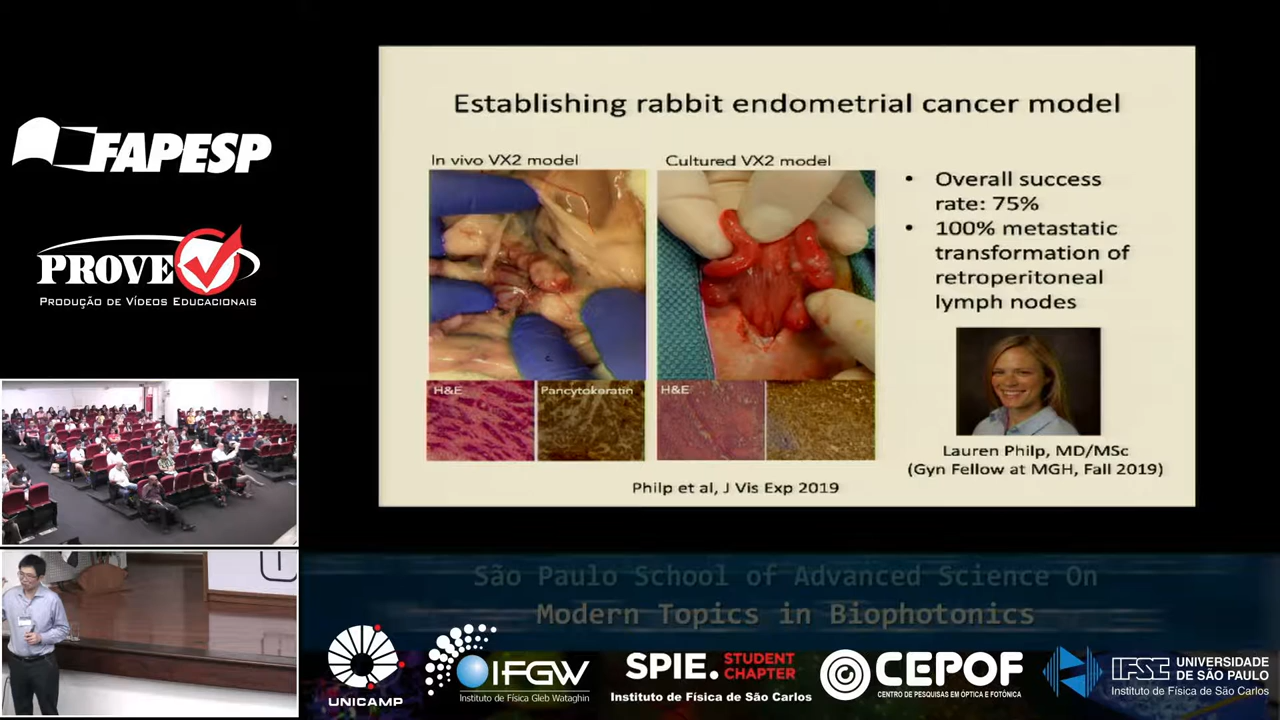 FAPESP
PROVE
PRODUÇÃO DE VÍDEOS EDUCACIONAIS
Establishing rabbit endometrial cancer model
In vivo VX2 model
Cultured VX2 model
H&E
Pancytokeratin
H&E
• Overall success
rate: 75%
• 100% metastatic
transformation of
retroperitoneal
lymph nodes
Lauren Philp, MD/MSc
(Gyn Fellow at MGH, Fall 2019)
Philp et al, J Vis Exp 2019
São Paulo School of Advanced Science On
Modern Topics in Biophotonics
UNICAMP
IFGW
Instituto de Física Gleb Wataghin
SPIE. STUDENT
CHAPTER
Instituto de Física de São Carlos
CEPOF
CENTRO DE PESQUISAS EM ÓPTICA E FOTÔNICA
IFSC UNIVERSIDADE
DE SÃO PAULO
Instituto de Física de São Carlos